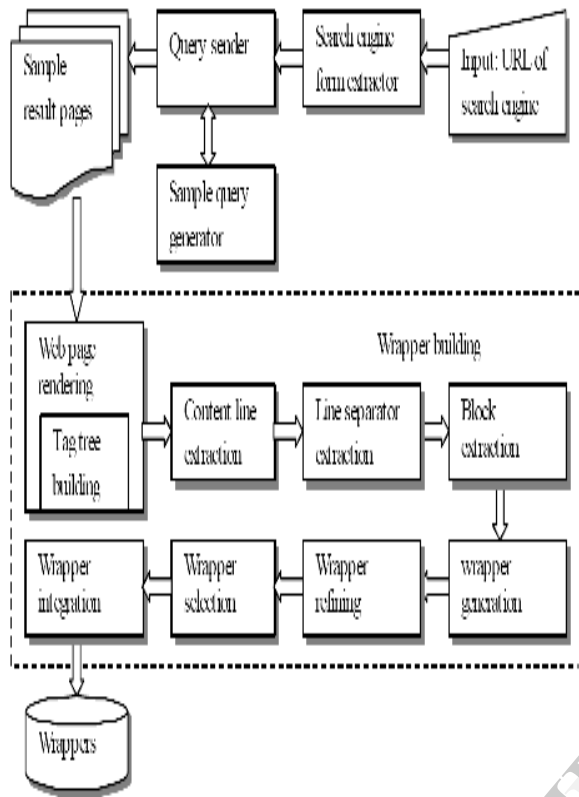 Sample
result pages
Query sender
Search engine
form extractor
Input: URL of
search engine
Sample query
generator
Wrapper building
Web page
rendering
Tag tree
building
Content line
extraction
Line separator
extraction
Block
extraction
Wrapper
integration
Wrapper
selection
Wrapper
refining
wrapper
generation
Wrappers